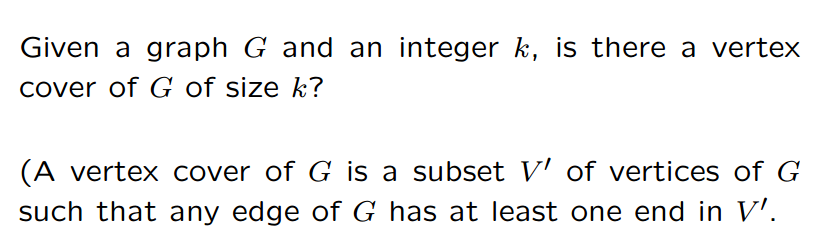 Given a graph G and an integer k, is there a vertex
cover of G of size k?
(A vertex cover of G is a subset V′ of vertices of G
such that any edge of G has at least one end in V′.